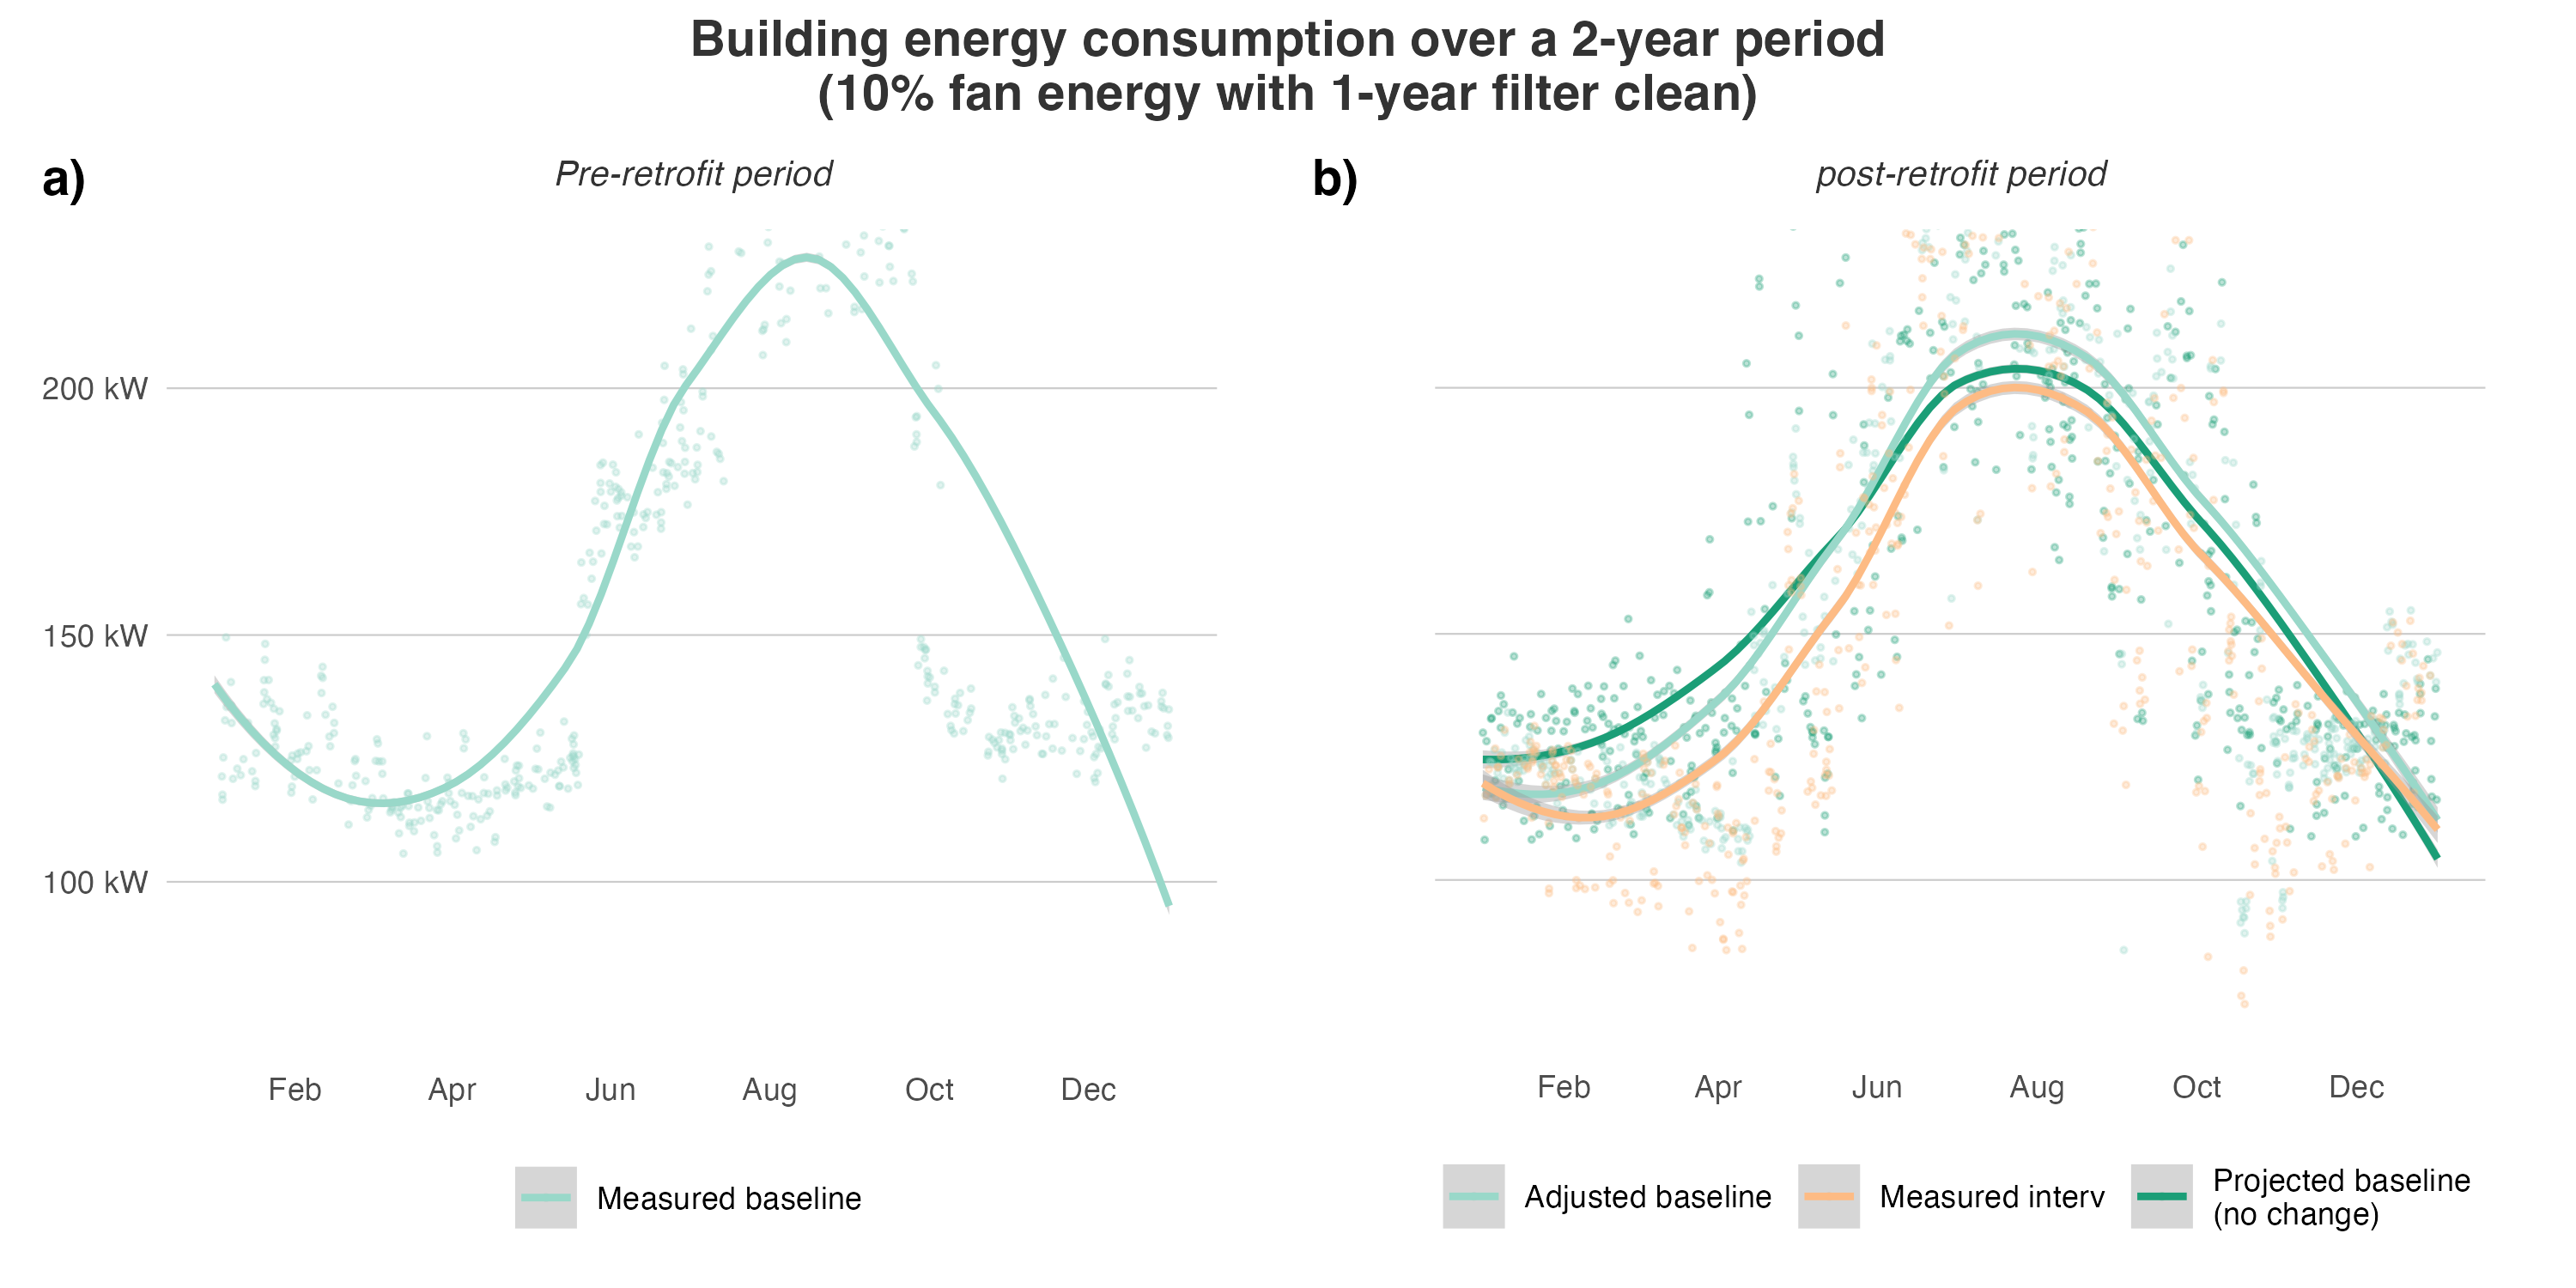 Building energy consumption over a 2-year period
(10% fan energy with 1-year filter clean)
a)
Pre-retrofit period
200 kW
150 kW
100 kW
Feb Apr Jun Aug Oct Dec
Measured baseline
b)
post-retrofit period
Feb Apr Jun Aug Oct Dec
Adjusted baseline
Measured interv
Projected baseline
(no change)